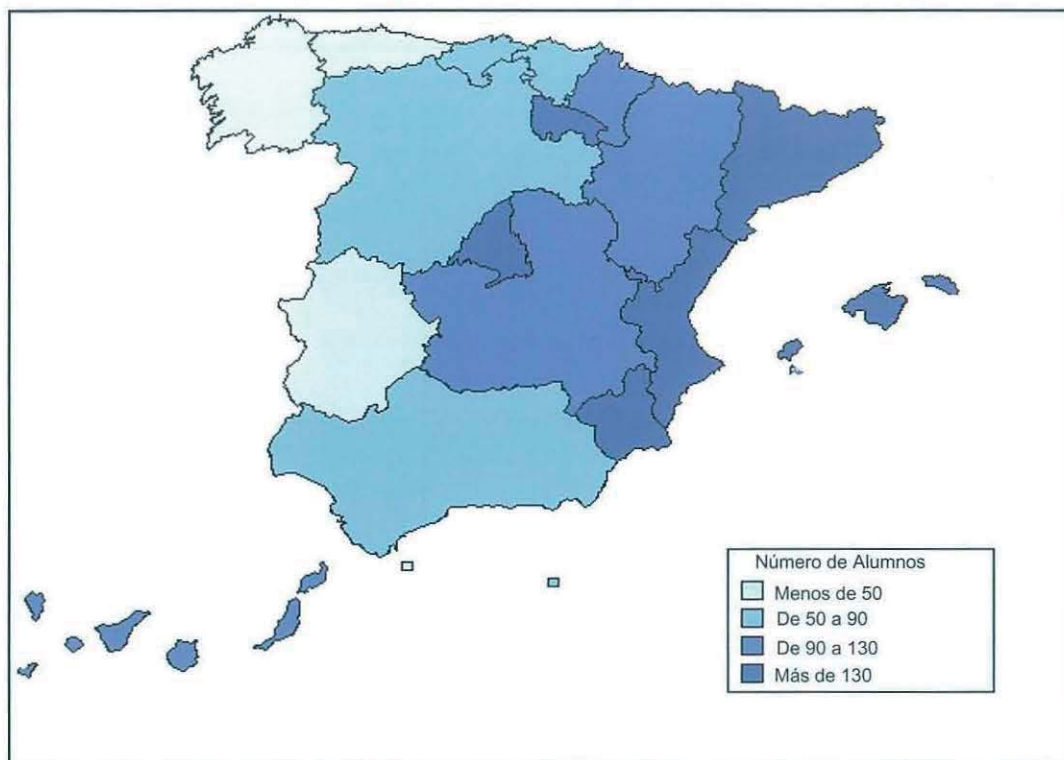 Número de Alumnos
Menos de 50
De 50 a 90
De 90 a 130
Más de 130